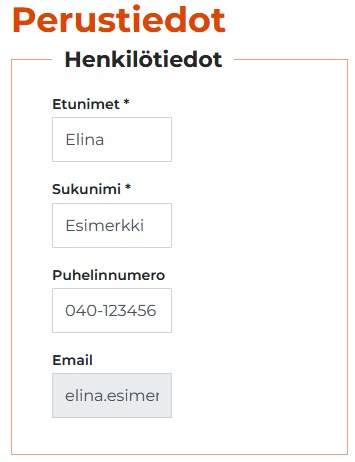 Perustiedot
Henkilötiedot
Etunimet *
Elina
Sukunimi *
Esimerkki
Puhelinnumero
040-123456
Email
elina.esimer